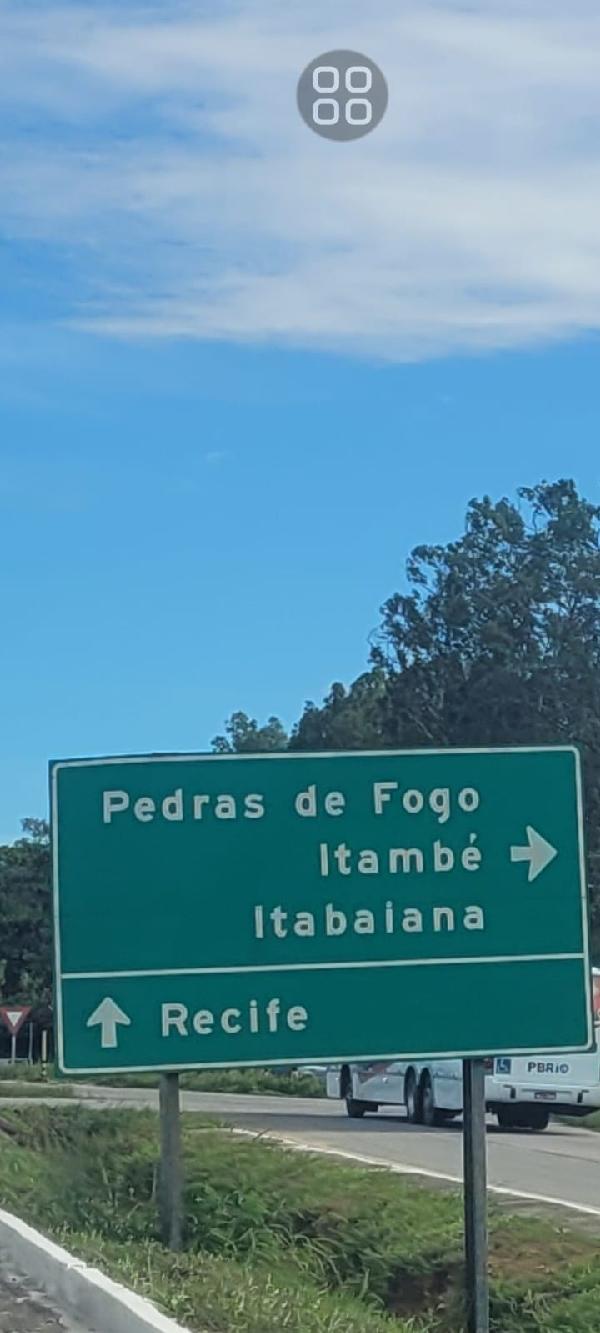 Pedras de Fogo
Itambé
Itabaiana
Recife
PBRIO